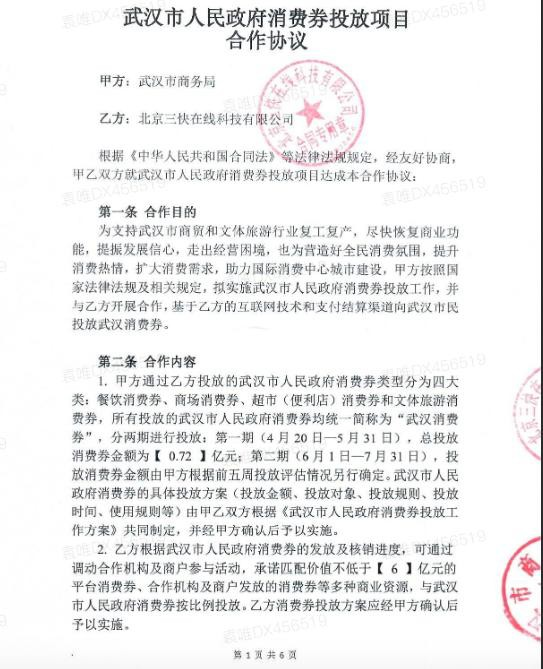 武汉市人民政府消费券投放项目
合作协议
甲方：武汉市商务局
乙方：北京三快在线科技有限公司
根据《中华人民共和国合同法》等法律法规规定，经友好协商，
甲乙双方就武汉市人民政府消费券投放项目达成本合作协议：
第一条 合作目的
为支持武汉市商贸和文体旅游行业复工复产，尽快恢复商业功
能，提振发展信心，走出经营困境，也为营造好全民消费氛围，提升
消费热情，扩大消费需求，助力国际消费中心城市建设，甲方按照国
家法律法规及相关规定，拟实施武汉市人民政府消费券投放工作，并
与乙方开展合作，基于乙方的互联网技术和支付结算渠道向武汉市民
投放武汉消费券。
第二条 合作内容
1. 甲方通过乙方投放的武汉市人民政府消费券类型分为四大
类：餐饮消费券、商场消费券、超市（便利店）消费券和文体旅游消
费券，所有投放的武汉市人民政府消费券均统一简称为“武汉消费
券”，分两期进行投放：第一期（4 月 20 日—5 月 31 日），总投放
消费券金额为【 0.72 】亿元；第二期（6 月 1 日—7 月 31 日），投
放消费券金额由甲方根据前五周投放评估情况另行确定。武汉市人民
政府消费券的具体投放方案（投放金额、投放对象、投放规则、投放
时间、使用规则等）由甲乙双方根据《武汉市消费券投放工
作方案》共同制定，并经甲方确认后予以实施。
2. 乙方根据武汉市人民政府消费券的发放及核销进度，可通过
调动合作机构及商户参与活动，承诺匹配价值不低于【 6 】亿元的
平台消费券、合作机构及商户发放的消费券等多种商业资源，与武汉
市人民政府消费券按比例投放。乙方消费券投放方案应经甲方确认后
予以实施。
第 1 页 共 6 页
北京三快在线科技有限公司
合同专用章
袁唯DX456519